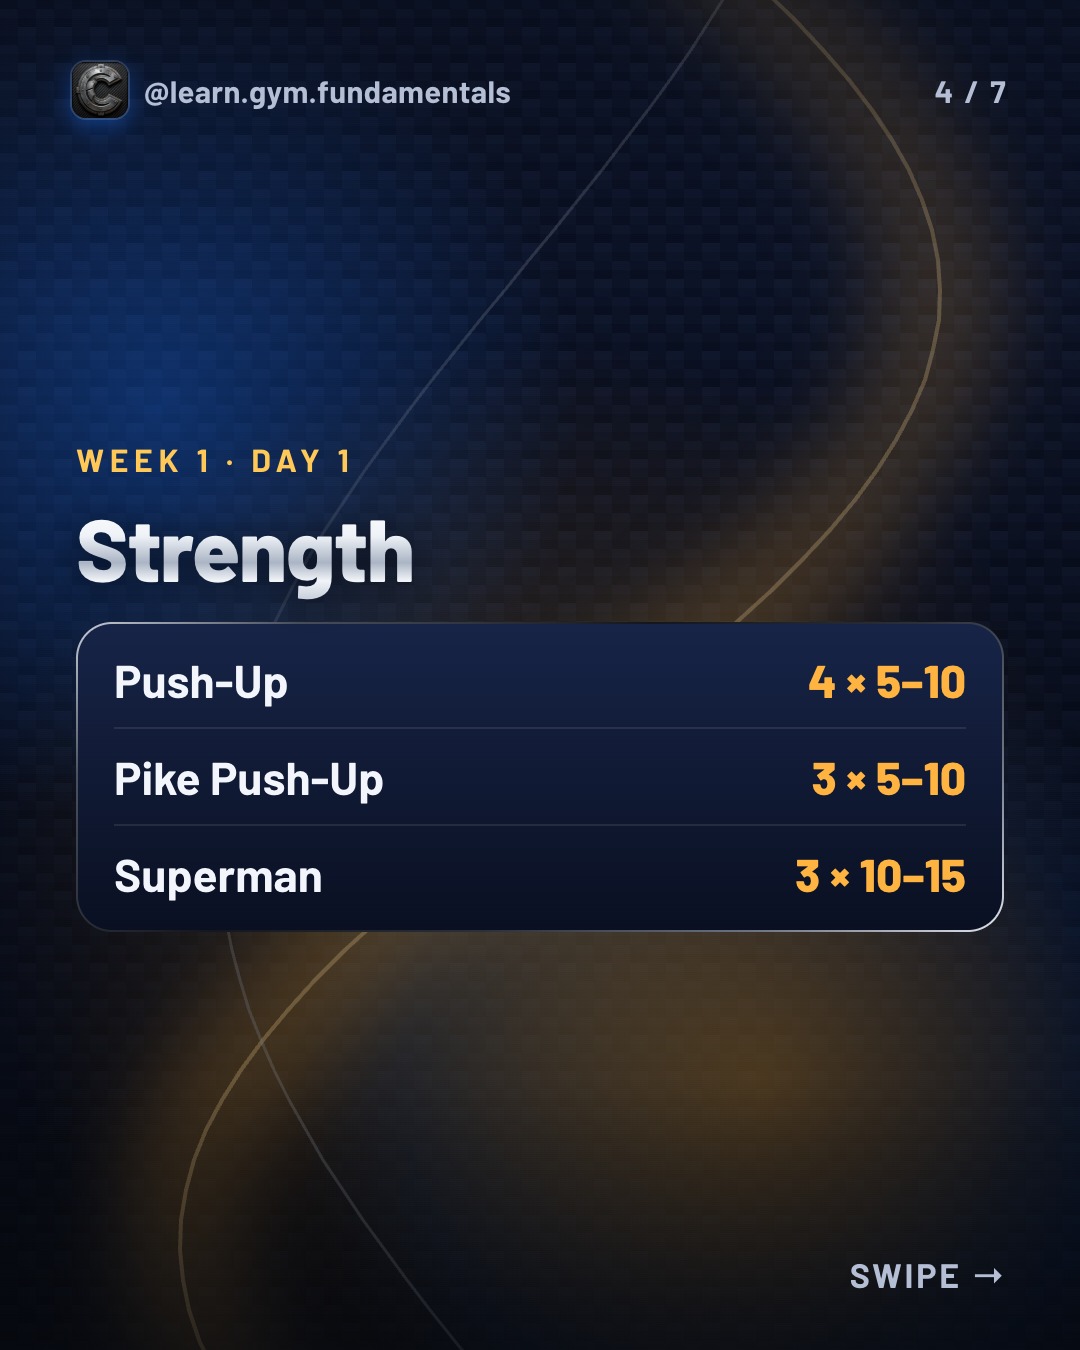 @learn.gym.fundamentals
4 / 7
WEEK 1 · DAY 1
Strength
Push-Up 4 × 5–10
Pike Push-Up 3 × 5–10
Superman 3 × 10–15
SWIPE →